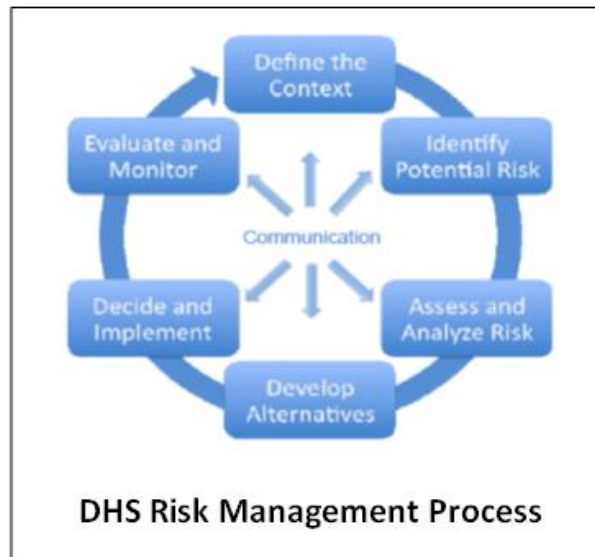 Define the
Context
Evaluate and
Monitor
Identify
Potential Risk
Communication
Decide and
Implement
Assess and
Analyze Risk
Develop
Alternatives
DHS Risk Management Process